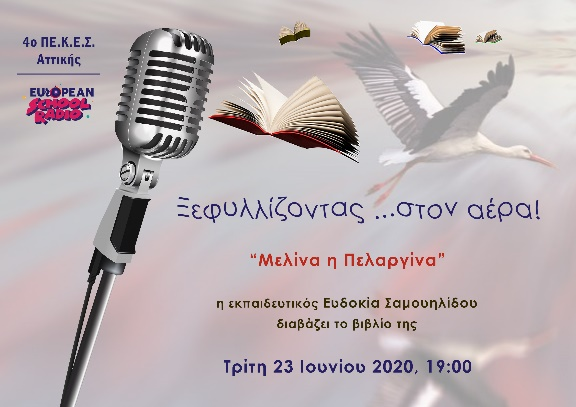 4ο ΠΕ.Κ.Ε.Σ.
Αττικής
EUROPEAN
SCHOOL
RADIO
Ξεφυλλίζοντας ...στον αέρα!
“Μελίνα η Πελαργίνα”
η εκπαιδευτικός Ευδοκία Σαμουηλίδου
διαβάζει το βιβλίο της
Τρίτη 23 Ιουνίου 2020, 19:00